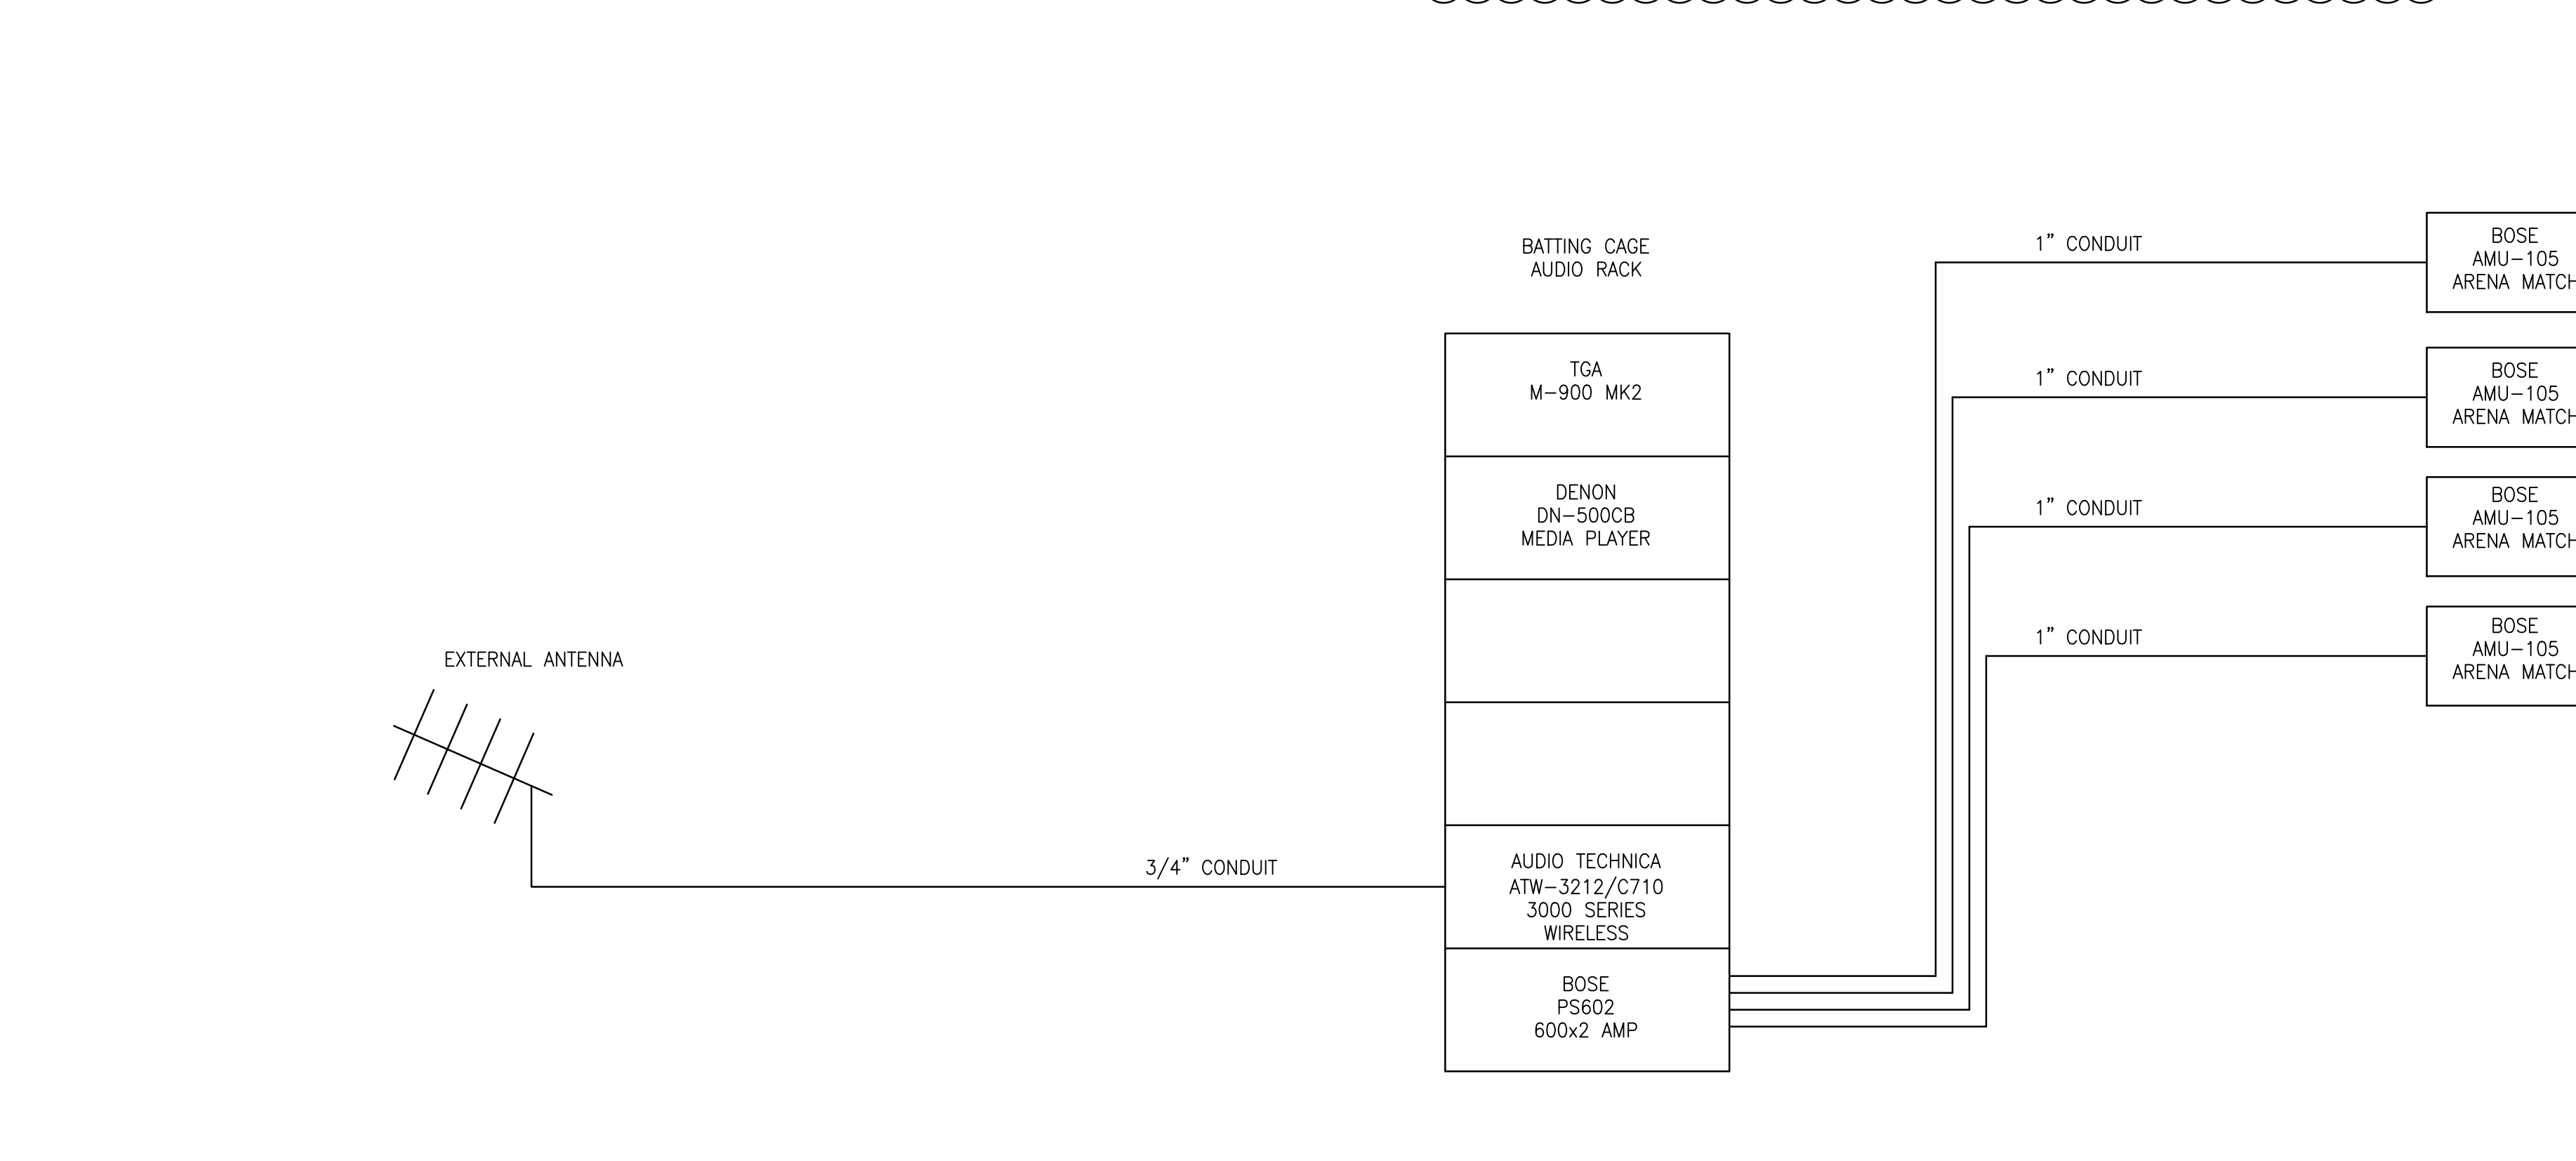 BATTING CAGE
AUDIO RACK
TGA
M-900 MK2
DENON
DN-500CB
MEDIA PLAYER
AUDIO TECHNICA
ATW-3212/C710
3000 SERIES
WIRELESS
BOSE
PS602
600x2 AMP
EXTERNAL ANTENNA
3/4" CONDUIT
1" CONDUIT
BOSE
AMU-105
ARENA MATCH
1" CONDUIT
BOSE
AMU-105
ARENA MATCH
1" CONDUIT
BOSE
AMU-105
ARENA MATCH
1" CONDUIT
BOSE
AMU-105
ARENA MATCH